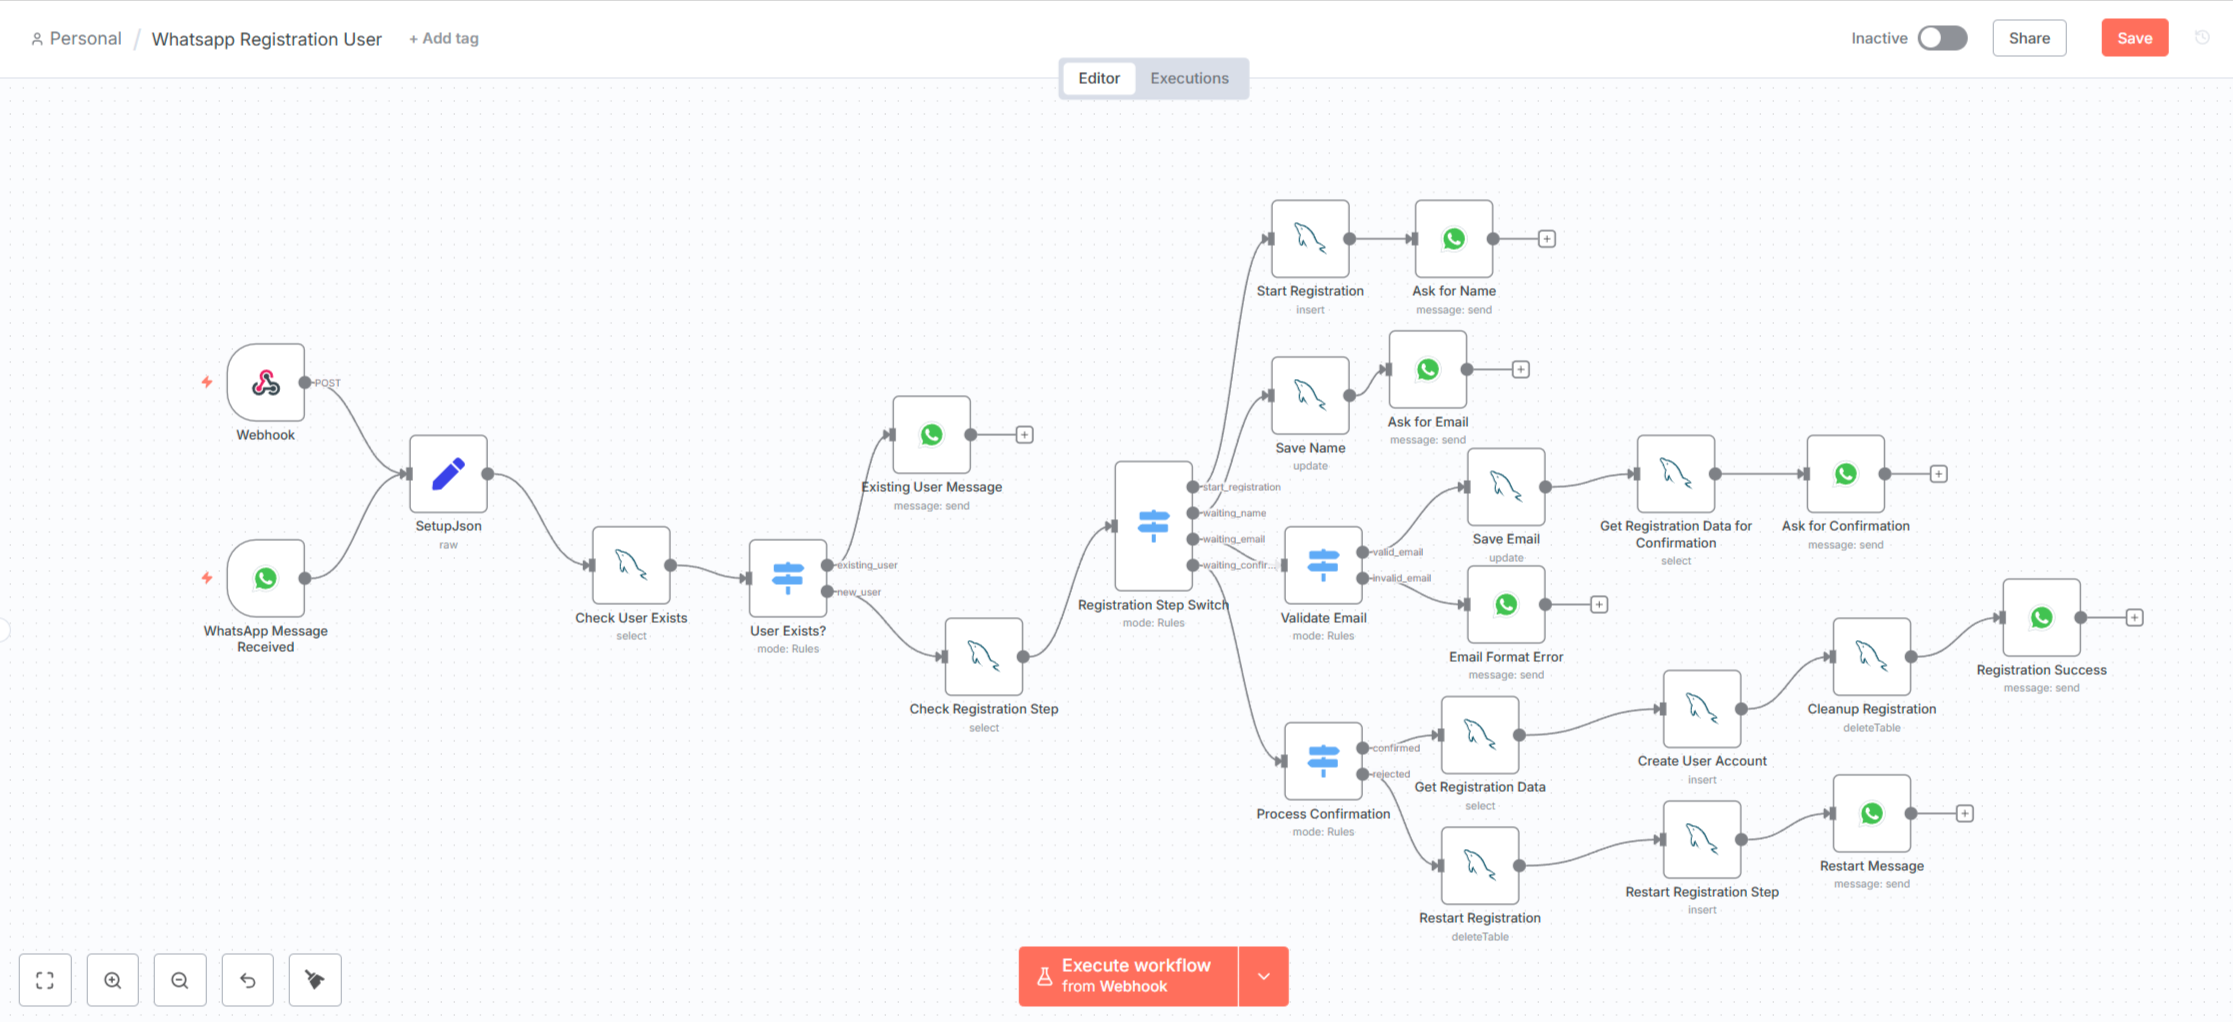 Personal / Whatsapp Registration User + Add tag
Inactive
Share
Save
Editor Executions
Start Registration
insert
Ask for Name
message: send
POST
Webhook
Save Name
update
Ask for Email
message: send
SetupJson
raw
Existing User Message
message: send
start_registration
waiting_name
waiting_email
waiting_confir...
Registration Step Switch
mode: Rules
valid_email
invalid_email
Validate Email
mode: Rules
Save Email
update
Get Registration Data for
Confirmation
select
Ask for Confirmation
message: send
WhatsApp Message
Received
Check User Exists
select
existing_user
new_user
User Exists?
mode: Rules
Email Format Error
message: send
Check Registration Step
select
Registration Success
message: send
Cleanup Registration
deleteTable
confirmed
rejected
Process Confirmation
mode: Rules
Get Registration Data
select
Create User Account
insert
Restart Registration
deleteTable
Restart Registration Step
insert
Restart Message
message: send
Execute workflow
from Webhook